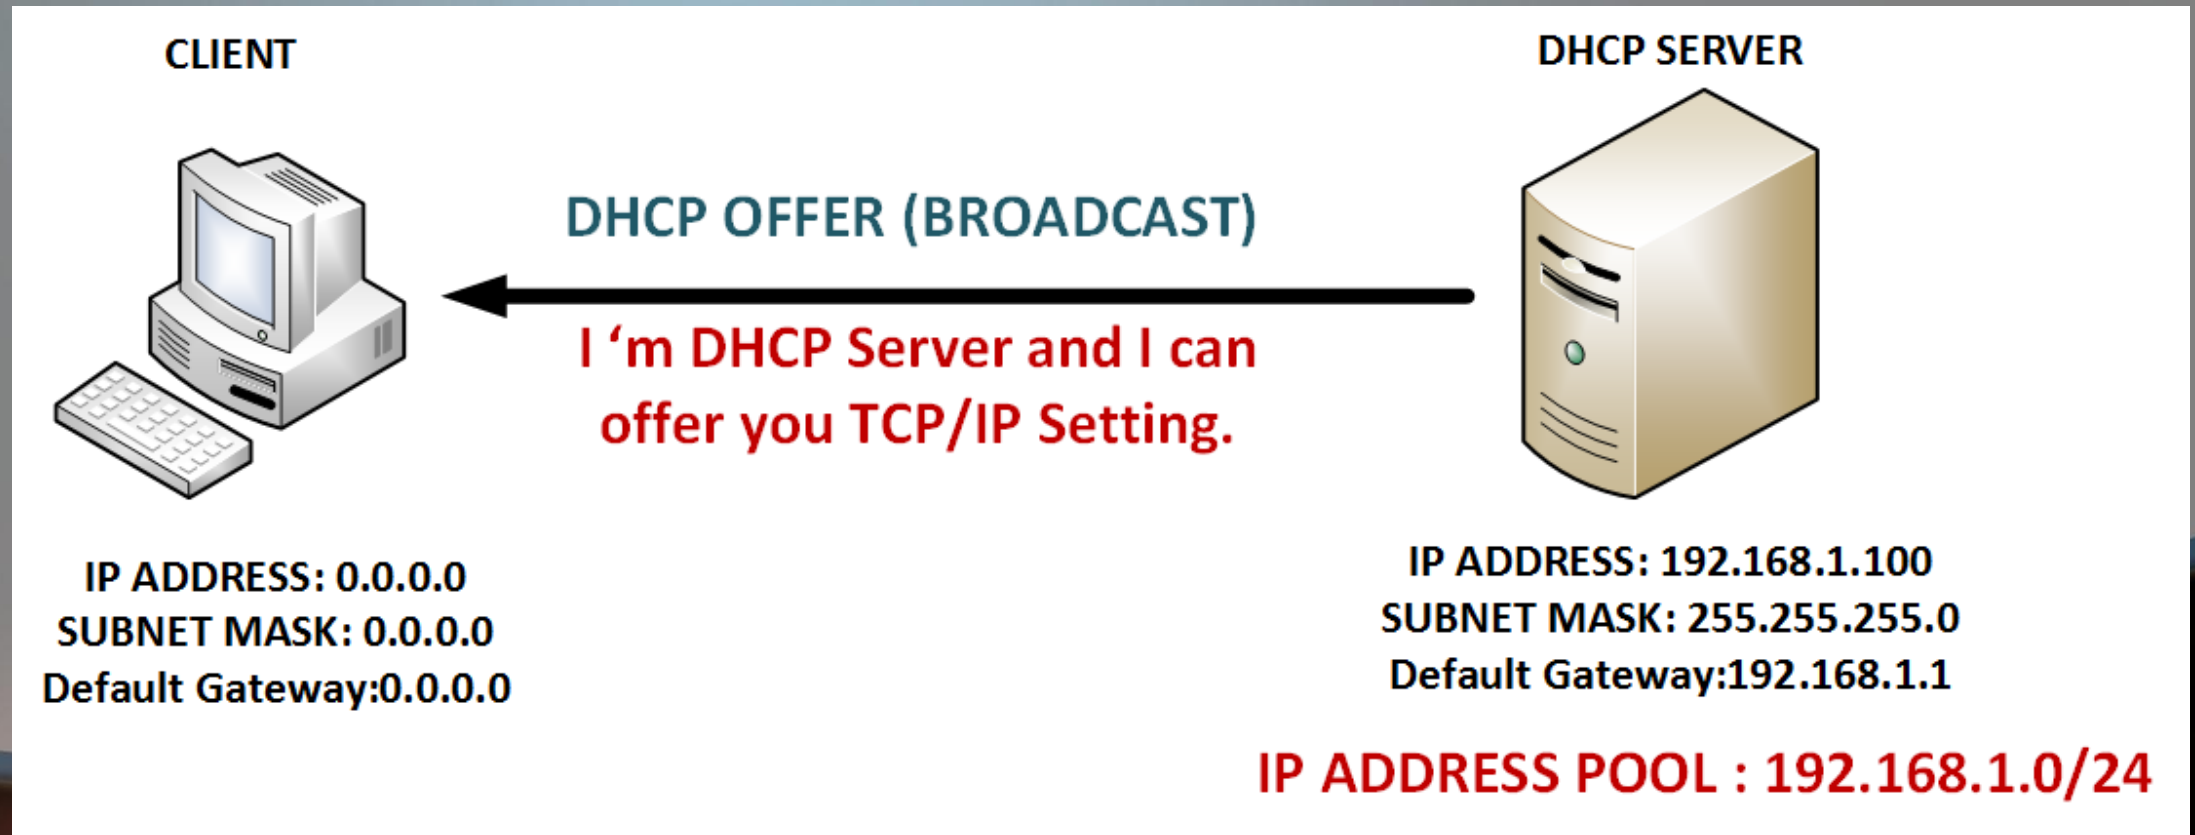 CLIENT
DHCP SERVER
DHCP OFFER (BROADCAST)
I ‘m DHCP Server and I can
offer you TCP/IP Setting.
IP ADDRESS: 0.0.0.0
SUBNET MASK: 0.0.0.0
Default Gateway:0.0.0.0
IP ADDRESS: 192.168.1.100
SUBNET MASK: 255.255.255.0
Default Gateway:192.168.1.1
IP ADDRESS POOL : 192.168.1.0/24